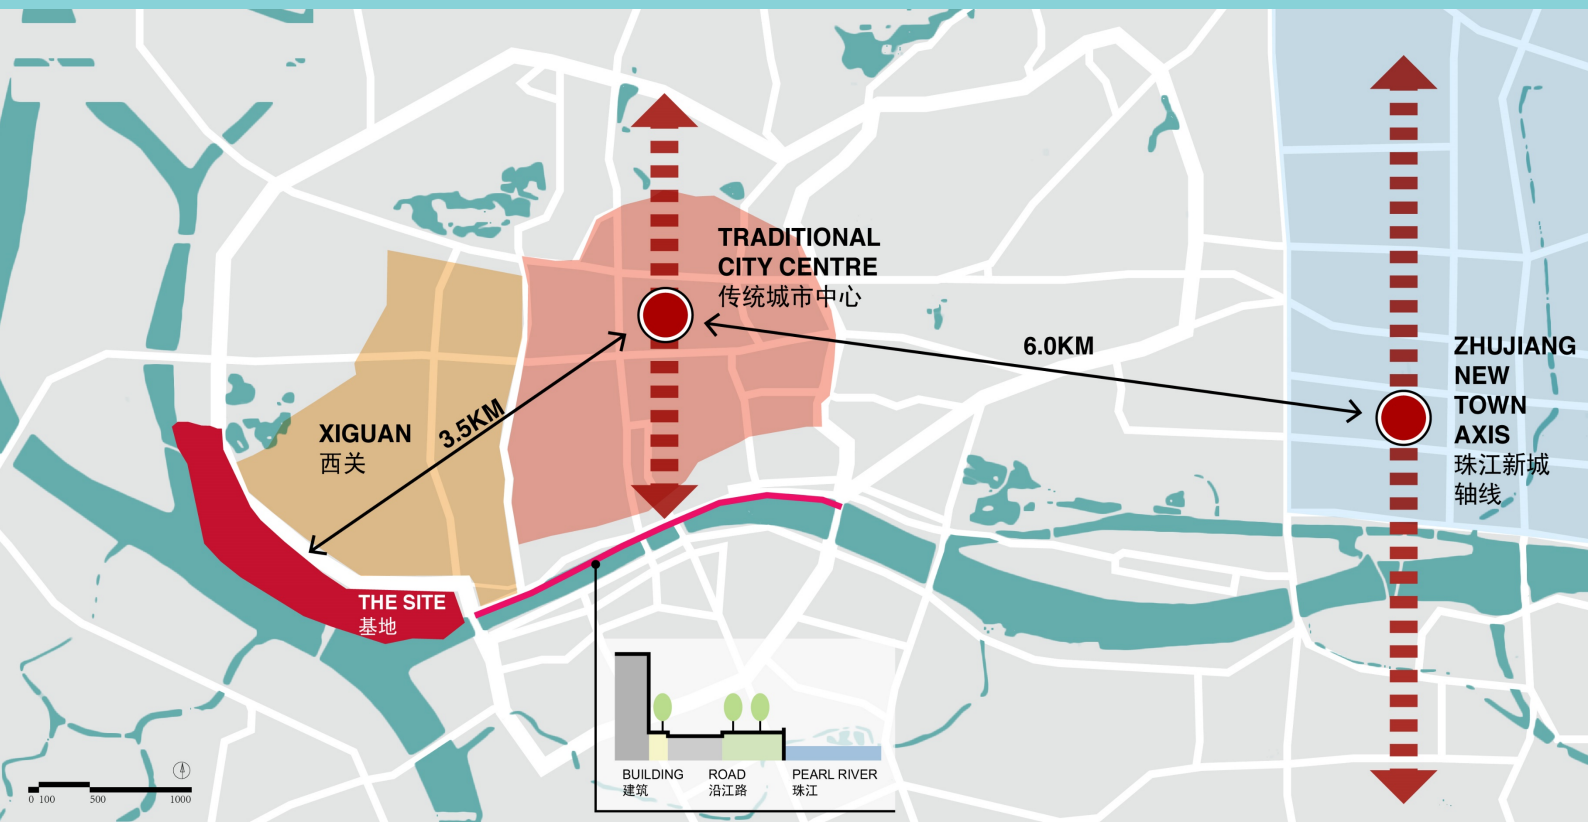 TRADITIONAL
CITY CENTRE
传统城市中心
6.0KM
ZHUJIANG
NEW
TOWN
AXIS
珠江新城
轴线
XIGUAN
西关
3.5KM
THE SITE
基地
BUILDING
建筑
ROAD
沿江路
PEARL RIVER
珠江
0 100 500 1000